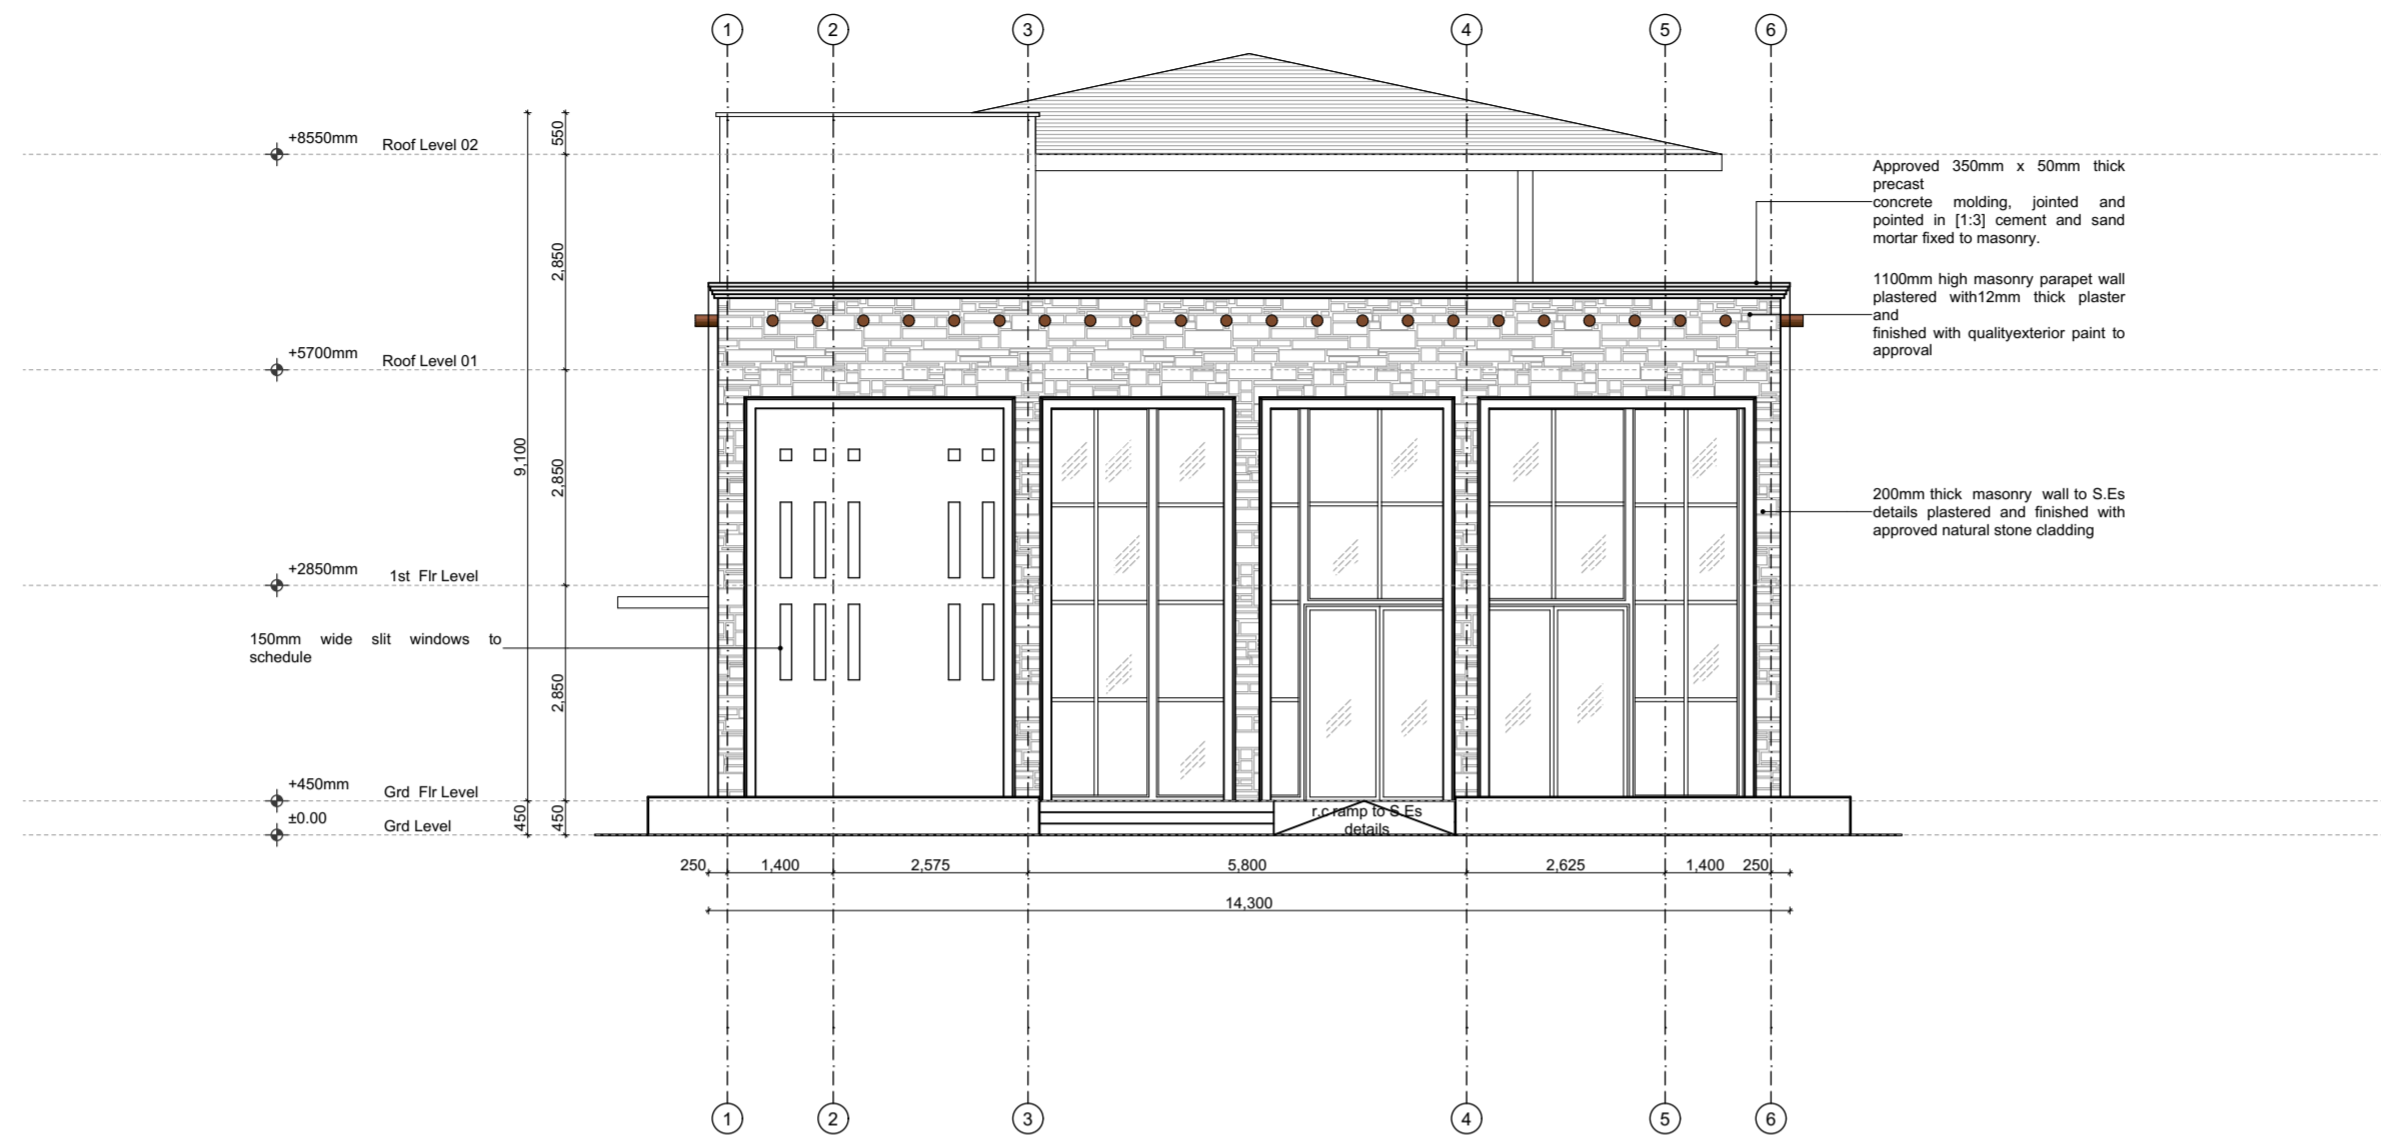 1 2 3 4 5 6
+8550mm Roof Level 02
550
Approved 350mm x 50mm thick
precast
concrete molding, jointed and
pointed in [1:3] cement and sand
mortar fixed to masonry.
2,850
1100mm high masonry parapet wall
plastered with12mm thick plaster
and
finished with qualityexterior paint to
approval
+5700mm Roof Level 01
9,100
2,850
200mm thick masonry wall to S.Es
details plastered and finished with
approved natural stone cladding
+2850mm 1st Flr Level
150mm wide slit windows to
schedule
2,850
+450mm Grd Flr Level
±0.00 Grd Level
450 450
r.c ramp to S.Es
details
250 1,400 2,575 5,800 2,625 1,400 250
14,300
1 2 3 4 5 6